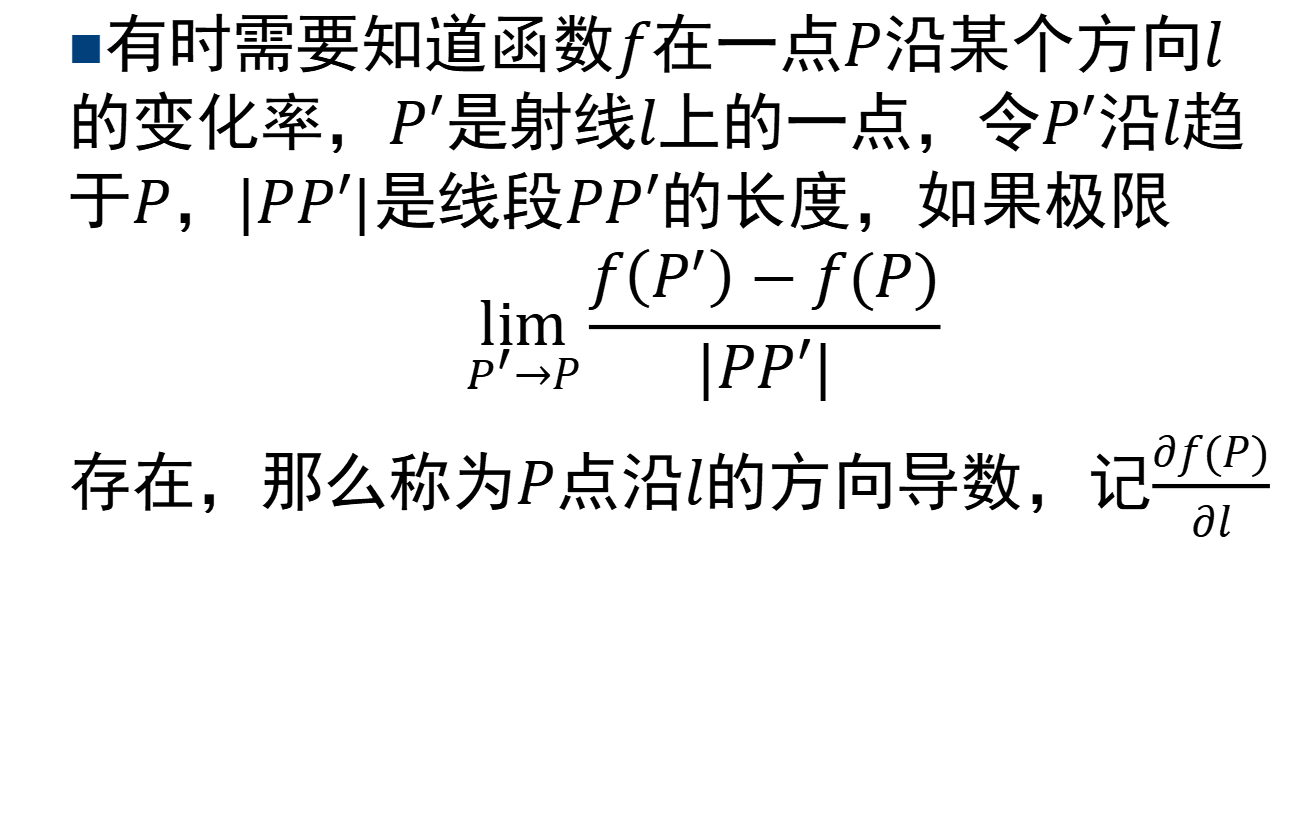 ■有时需要知道函数𝑓在一点𝑃沿某个方向𝑙
的变化率，𝑃′是射线𝑙上的一点，令𝑃′沿𝑙趋
于𝑃，|𝑃𝑃′|是线段𝑃𝑃′的长度，如果极限
lim_{𝑃′→𝑃} (𝑓(𝑃′) − 𝑓(𝑃))/|𝑃𝑃′|
存在，那么称为𝑃点沿𝑙的方向导数，记∂𝑓(𝑃)/∂𝑙